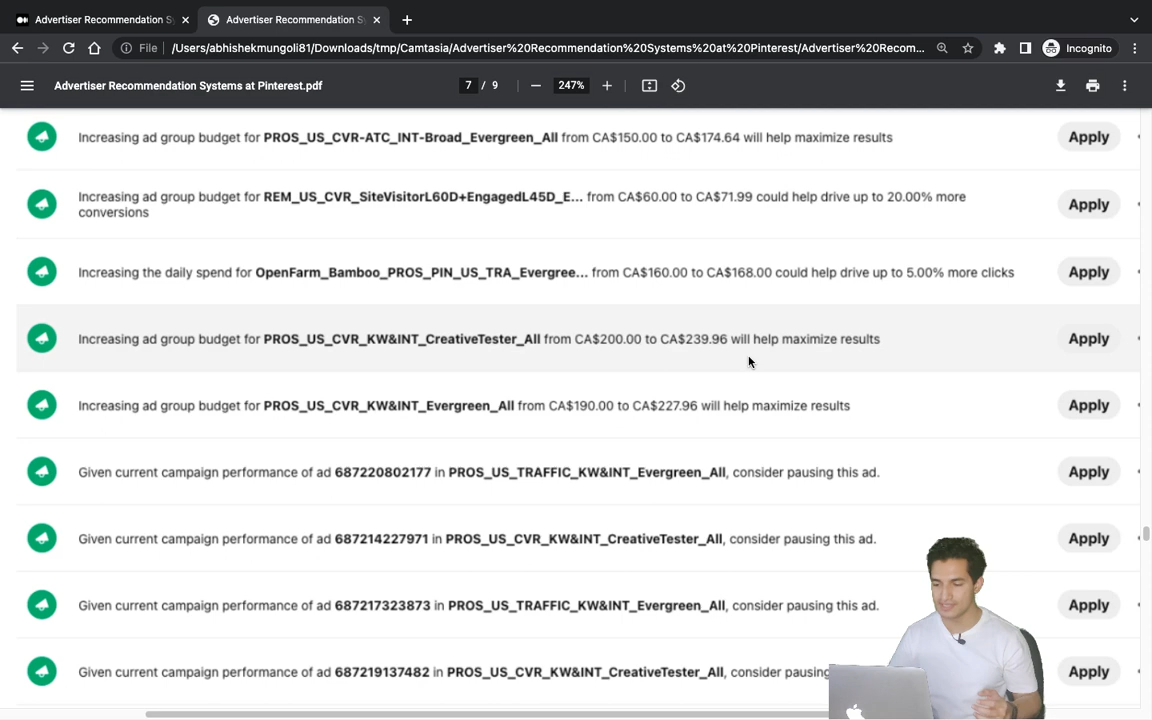 Advertiser Recommendation S
Advertiser Recommendation S
File
/Users/abhishekmungoli81/Downloads/tmp/Camtasia/Advertiser%20Recommendation%20Systems%20at%20Pinterest/Advertiser%20Recom...
Incognito
Advertiser Recommendation Systems at Pinterest.pdf
7 / 9
247%
Increasing ad group budget for PROS_US_CVR-ATC_INT-Broad_Evergreen_All from CA$150.00 to CA$174.64 will help maximize results
Apply
Increasing ad group budget for REM_US_CVR_SiteVisitorL60D+EngagedL45D_E... from CA$60.00 to CA$71.99 could help drive up to 20.00% more
conversions
Apply
Increasing the daily spend for OpenFarm_Bamboo_PROS_PIN_US_TRA_Evergree... from CA$160.00 to CA$168.00 could help drive up to 5.00% more clicks
Apply
Increasing ad group budget for PROS_US_CVR_KW&INT_CreativeTester_All from CA$200.00 to CA$239.96 will help maximize results
Apply
Increasing ad group budget for PROS_US_CVR_KW&INT_Evergreen_All from CA$190.00 to CA$227.96 will help maximize results
Apply
Given current campaign performance of ad 687220802177 in PROS_US_TRAFFIC_KW&INT_Evergreen_All, consider pausing this ad.
Apply
Given current campaign performance of ad 687214227971 in PROS_US_CVR_KW&INT_CreativeTester_All, consider pausing this ad.
Apply
Given current campaign performance of ad 687217323873 in PROS_US_TRAFFIC_KW&INT_Evergreen_All, consider pausing this ad.
Apply
Given current campaign performance of ad 687219137482 in PROS_US_CVR_KW&INT_CreativeTester_All, consider pausing
Apply